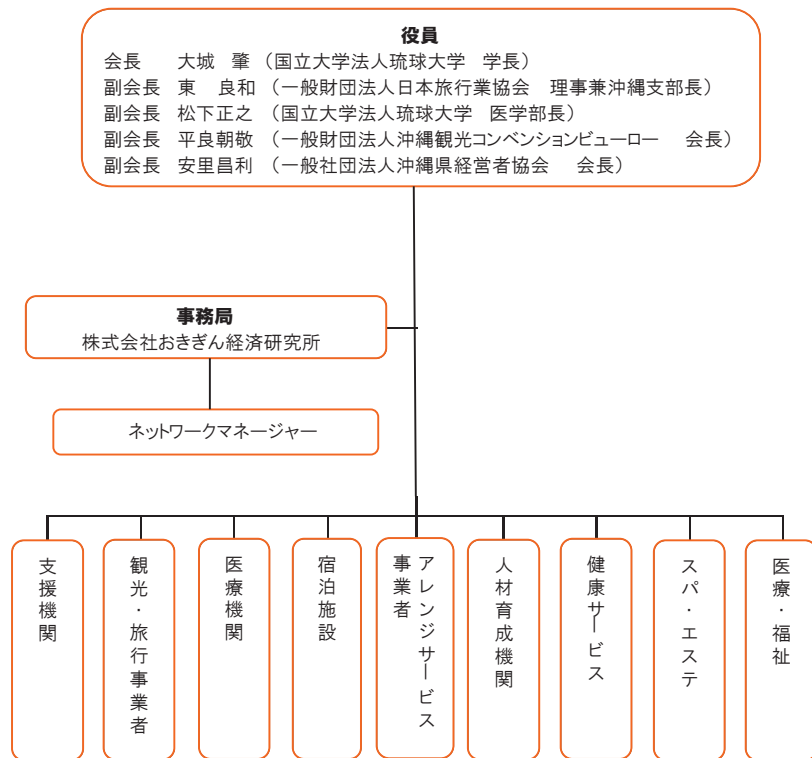 役員
会長　　大城　肇　（国立大学法人琉球大学　学長）
副会長　東　良和　（一般財団法人日本旅行業協会　理事兼沖縄支部長）
副会長　松下正之　（国立大学法人琉球大学　医学部長）
副会長　平良朝敬　（一般財団法人沖縄観光コンベンションビューロー　会長）
副会長　安里昌利　（一般社団法人沖縄県経営者協会　会長）
事務局
株式会社おきぎん経済研究所
ネットワークマネージャー
支援機関
観光・旅行事業者
医療機関
宿泊施設
アレンジサービス
事業者
人材育成機関
健康サービス
スパ・エステ
医療・福祉